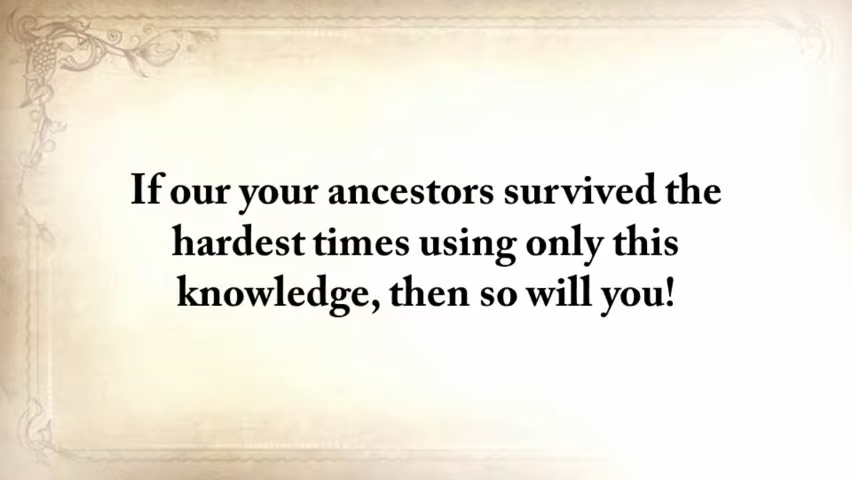 If our your ancestors survived the
hardest times using only this
knowledge, then so will you!